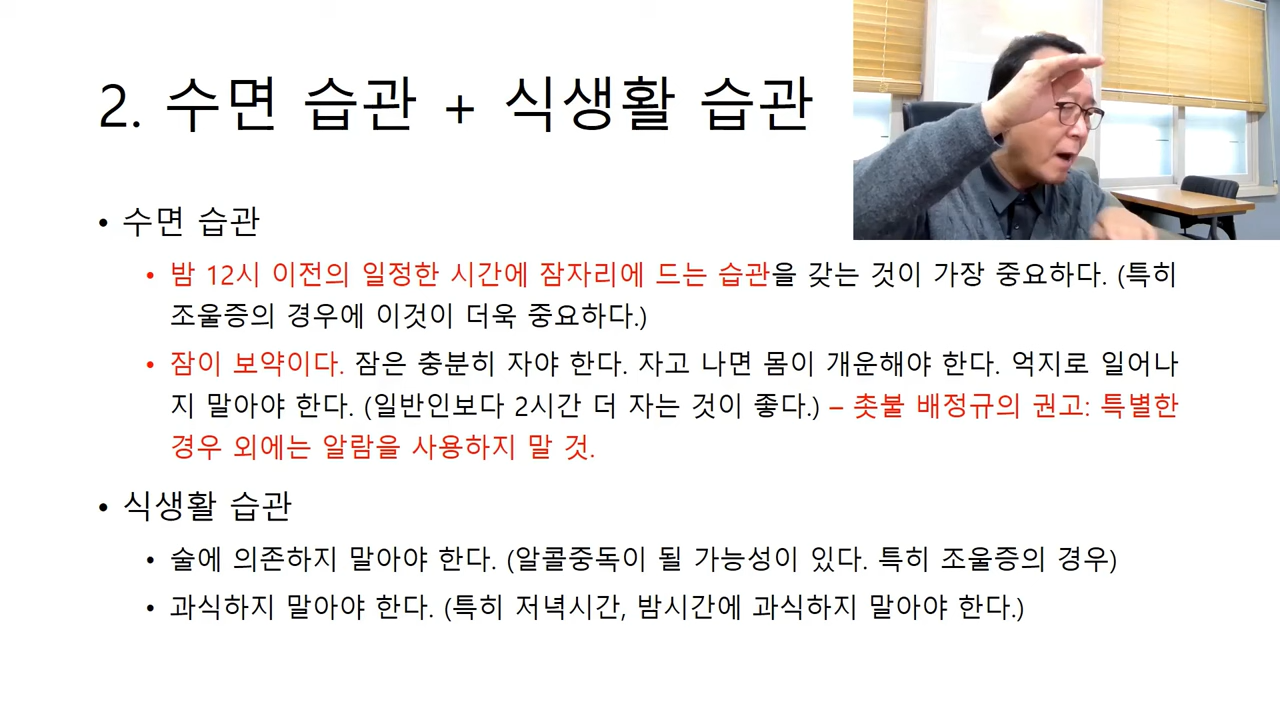 2. 수면 습관 + 식생활 습관
• 수면 습관
• 밤 12시 이전의 일정한 시간에 잠자리에 드는 습관을 갖는 것이 가장 중요하다. (특히
조울증의 경우에 이것이 더욱 중요하다.)
• 잠이 보약이다. 잠은 충분히 자야 한다. 자고 나면 몸이 개운해야 한다. 억지로 일어나
지 말아야 한다. (일반인보다 2시간 더 자는 것이 좋다.) – 촛불 배정규의 권고: 특별한
경우 외에는 알람을 사용하지 말 것.
• 식생활 습관
• 술에 의존하지 말아야 한다. (알콜중독이 될 가능성이 있다. 특히 조울증의 경우)
• 과식하지 말아야 한다. (특히 저녁시간, 밤시간에 과식하지 말아야 한다.)